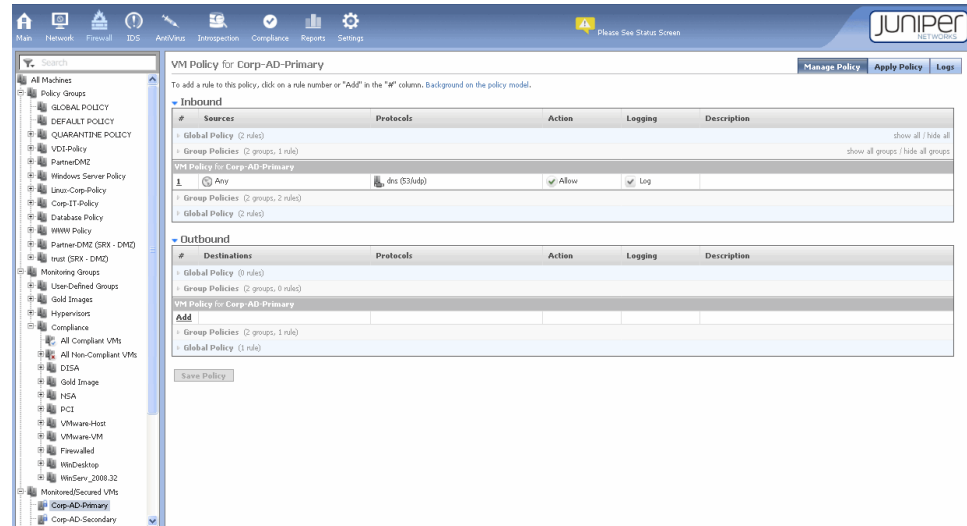 Main Network Firewall IDS AntiVirus Introspection Compliance Reports Settings
Please See Status Screen
JUNIPER
NETWORKS
Search
All Machines
Policy Groups
GLOBAL POLICY
DEFAULT POLICY
QUARANTINE POLICY
VDI-Policy
PartnerDMZ
Windows Server Policy
Linux-Corp-Policy
Corp-IT-Policy
Database Policy
WWW Policy
Partner-DMZ (SRX - DMZ)
trust (SRX - DMZ)
Monitoring Groups
User-Defined Groups
Gold Images
Hypervisors
Compliance
All Compliant VMs
All Non-Compliant VMs
DISA
Gold Image
NSA
PCI
VMware-Host
VMware-VM
Firewalled
WinDesktop
WinServ_2008.32
Monitored/Secured VMs
Corp-AD-Primary
Corp-AD-Secondary
VM Policy for Corp-AD-Primary
Manage Policy Apply Policy Logs
To add a rule to this policy, click on a rule number or "Add" in the "#" column. Background on the policy model.
Inbound
# Sources Protocols Action Logging Description
Global Policy (2 rules) show all / hide all
Group Policies (2 groups, 1 rule) show all groups / hide all groups
VM Policy for Corp-AD-Primary
1 Any dns (53/udp) Allow Log
Group Policies (2 groups, 2 rules)
Global Policy (2 rules)
Outbound
# Destinations Protocols Action Logging Description
Global Policy (0 rules)
Group Policies (2 groups, 0 rules)
VM Policy for Corp-AD-Primary
Add
Group Policies (2 groups, 1 rule)
Global Policy (1 rule)
Save Policy